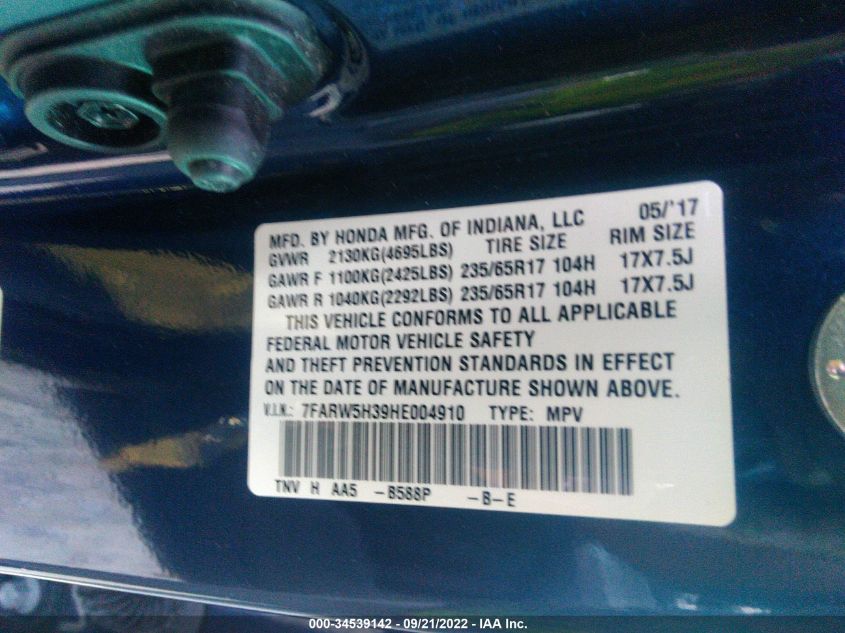 MFD. BY HONDA MFG. OF INDIANA, LLC 05/'17
GVWR 2130KG(4695LBS) TIRE SIZE RIM SIZE
GAWR F 1100KG(2425LBS) 235/65R17 104H 17X7.5J
GAWR R 1040KG(2292LBS) 235/65R17 104H 17X7.5J
THIS VEHICLE CONFORMS TO ALL APPLICABLE
FEDERAL MOTOR VEHICLE SAFETY
AND THEFT PREVENTION STANDARDS IN EFFECT
ON THE DATE OF MANUFACTURE SHOWN ABOVE.
V.I.N.: 7FARW5H39HE004910 TYPE: MPV
TNV H AA5 -B588P -B-E
000-34539142 - 09/21/2022 - IAA Inc.